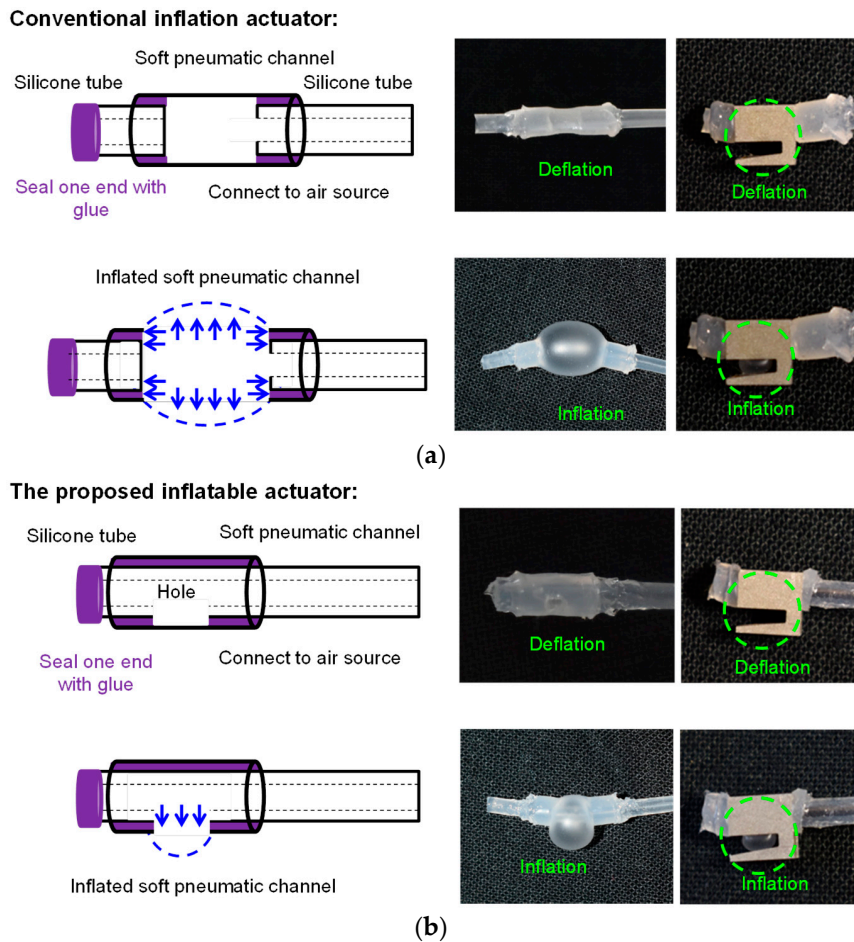 Conventional inflation actuator:
Soft pneumatic channel
Silicone tube
Silicone tube
Seal one end with
glue
Connect to air source
Deflation
Deflation
Inflated soft pneumatic channel
Inflation
Inflation
(a)
The proposed inflatable actuator:
Silicone tube
Soft pneumatic channel
Hole
Seal one end
with glue
Connect to air source
Deflation
Deflation
Inflated soft pneumatic channel
Inflation
Inflation
(b)